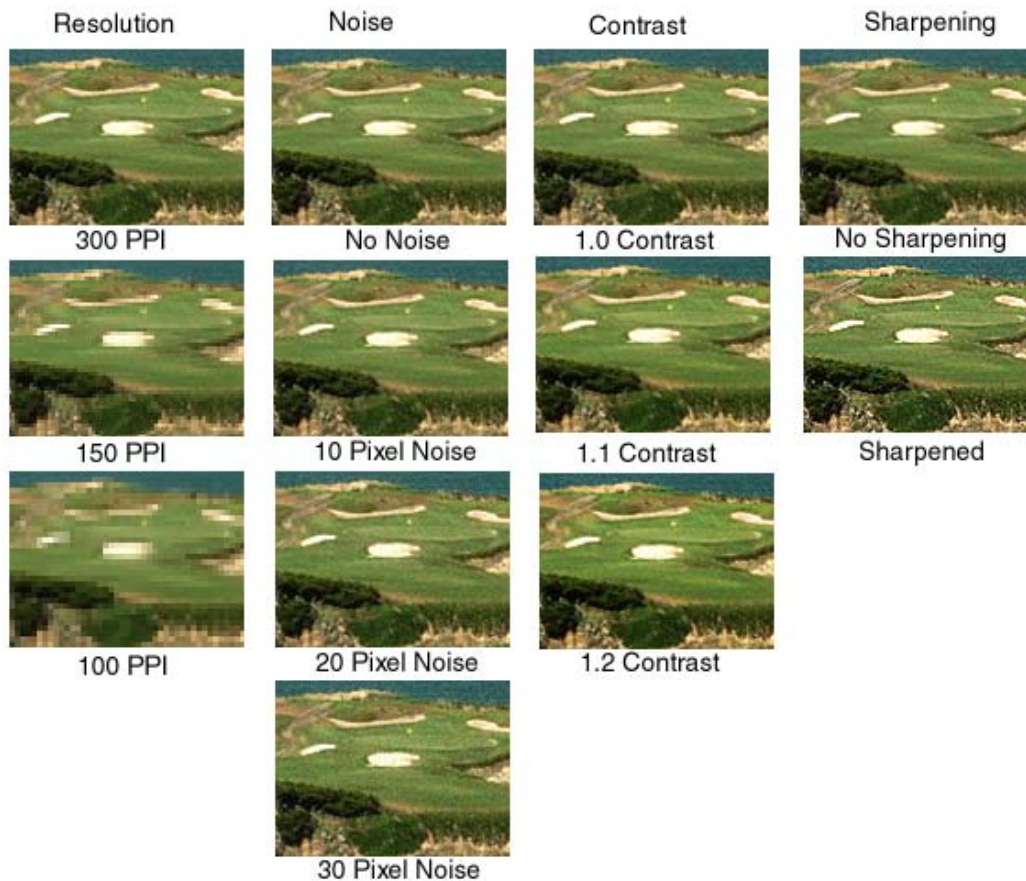 Resolution Noise Contrast Sharpening
300 PPI No Noise 1.0 Contrast No Sharpening
150 PPI 10 Pixel Noise 1.1 Contrast Sharpened
100 PPI 20 Pixel Noise 1.2 Contrast
30 Pixel Noise